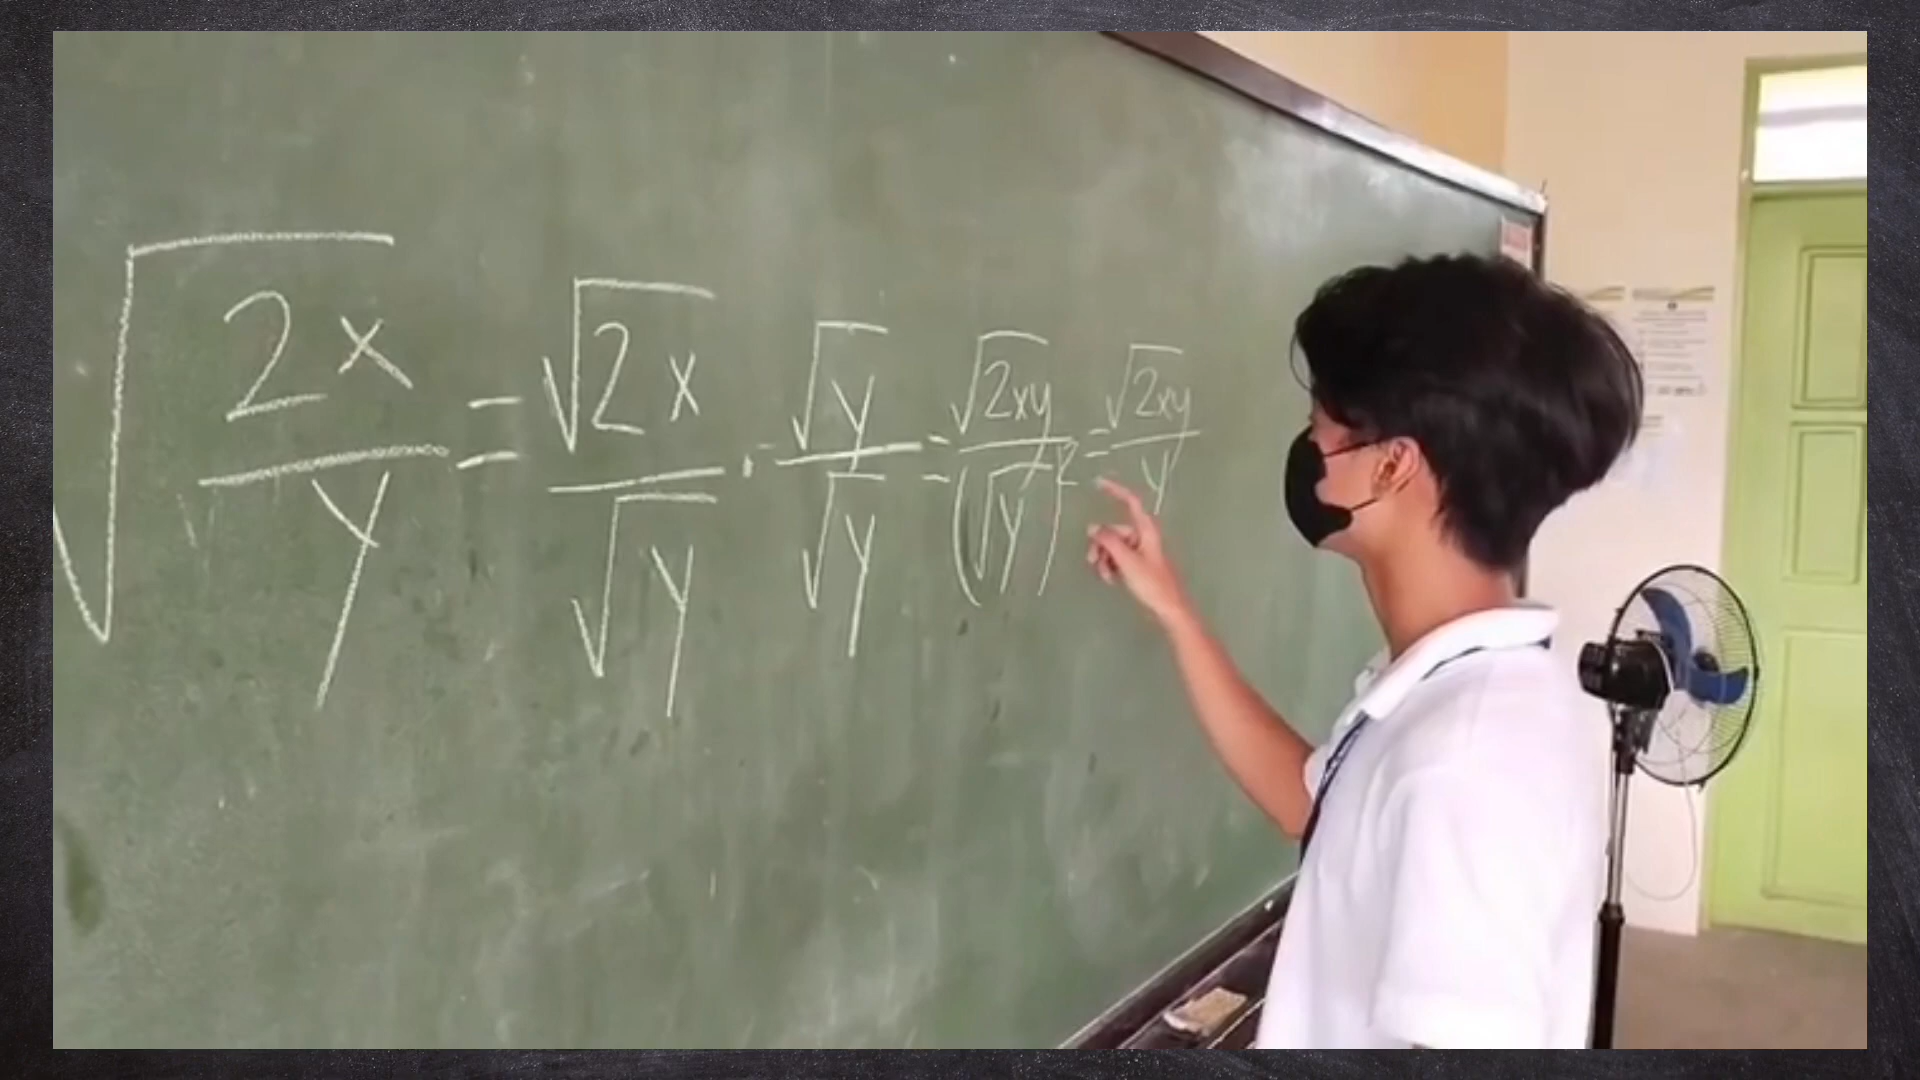 √(2x/y) = √2x/√y · √y/√y = √2xy/(√y)² = √2xy/y